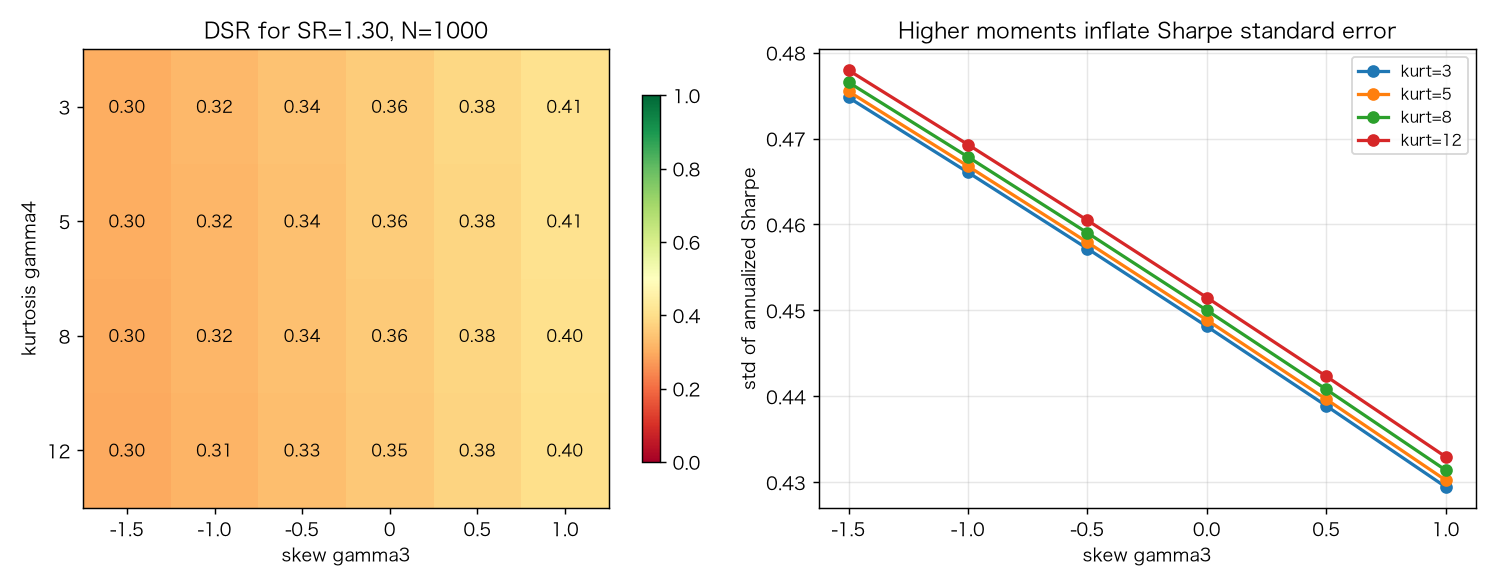 DSR for SR=1.30, N=1000
kurtosis gamma4
3 0.30 0.32 0.34 0.36 0.38 0.41
5 0.30 0.32 0.34 0.36 0.38 0.41
8 0.30 0.32 0.34 0.36 0.38 0.40
12 0.30 0.31 0.33 0.35 0.38 0.40
-1.5 -1.0 -0.5 0 0.5 1.0
skew gamma3
1.0
0.8
0.6
0.4
0.2
0.0
Higher moments inflate Sharpe standard error
std of annualized Sharpe
0.48
0.47
0.46
0.45
0.44
0.43
kurt=3
kurt=5
kurt=8
kurt=12
-1.5 -1.0 -0.5 0.0 0.5 1.0
skew gamma3